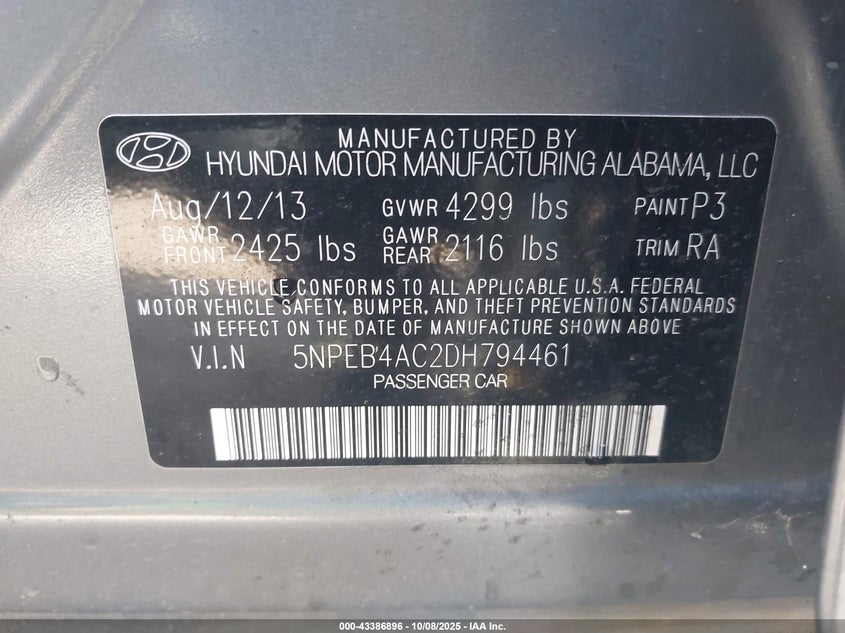 MANUFACTURED BY
HYUNDAI MOTOR MANUFACTURING ALABAMA, LLC
Aug/12/13 GVWR 4299 lbs PAINT P3
GAWR FRONT 2425 lbs GAWR REAR 2116 lbs TRIM RA
THIS VEHICLE CONFORMS TO ALL APPLICABLE U.S.A. FEDERAL
MOTOR VEHICLE SAFETY, BUMPER, AND THEFT PREVENTION STANDARDS
IN EFFECT ON THE DATE OF MANUFACTURE SHOWN ABOVE
V.I.N 5NPEB4AC2DH794461
PASSENGER CAR
000-43386896 - 10/08/2025 - IAA Inc.